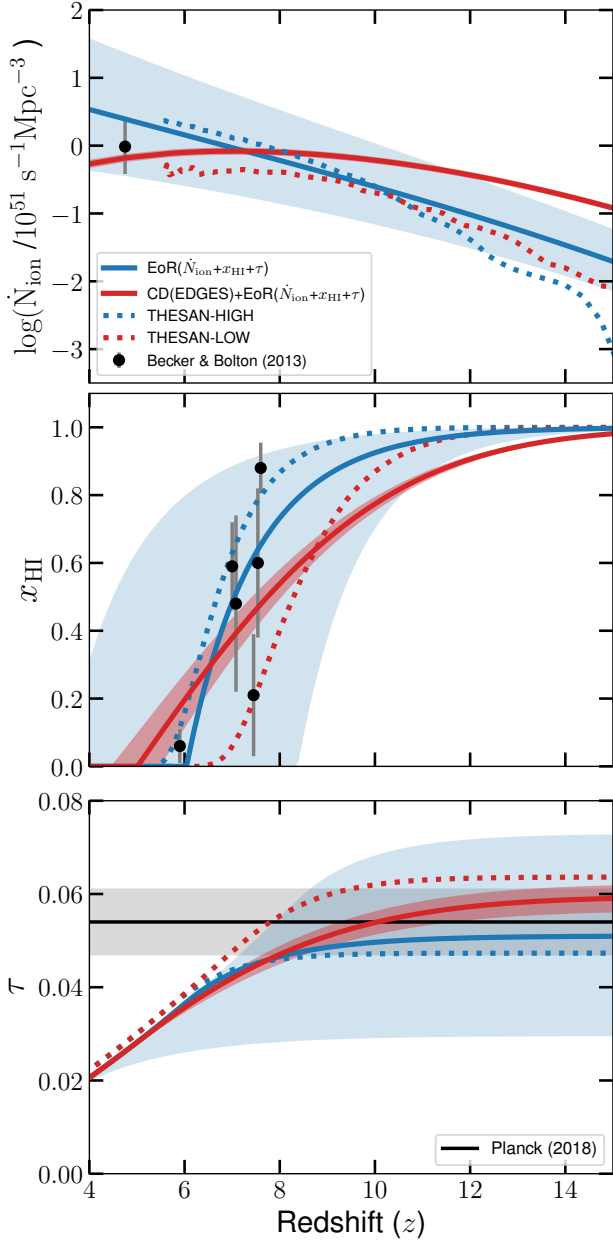 2
1
0
−1
−2
−3
log(Ṅion /10⁵¹ s⁻¹Mpc⁻³)
EoR(Ṅion+xHI+τ)
CD(EDGES)+EoR(Ṅion+xHI+τ)
THESAN-HIGH
THESAN-LOW
Becker & Bolton (2013)
1.0
0.8
0.6
0.4
0.2
0.0
xHI
0.08
0.06
0.04
0.02
0.00
τ
Planck (2018)
4 6 8 10 12 14
Redshift (z)